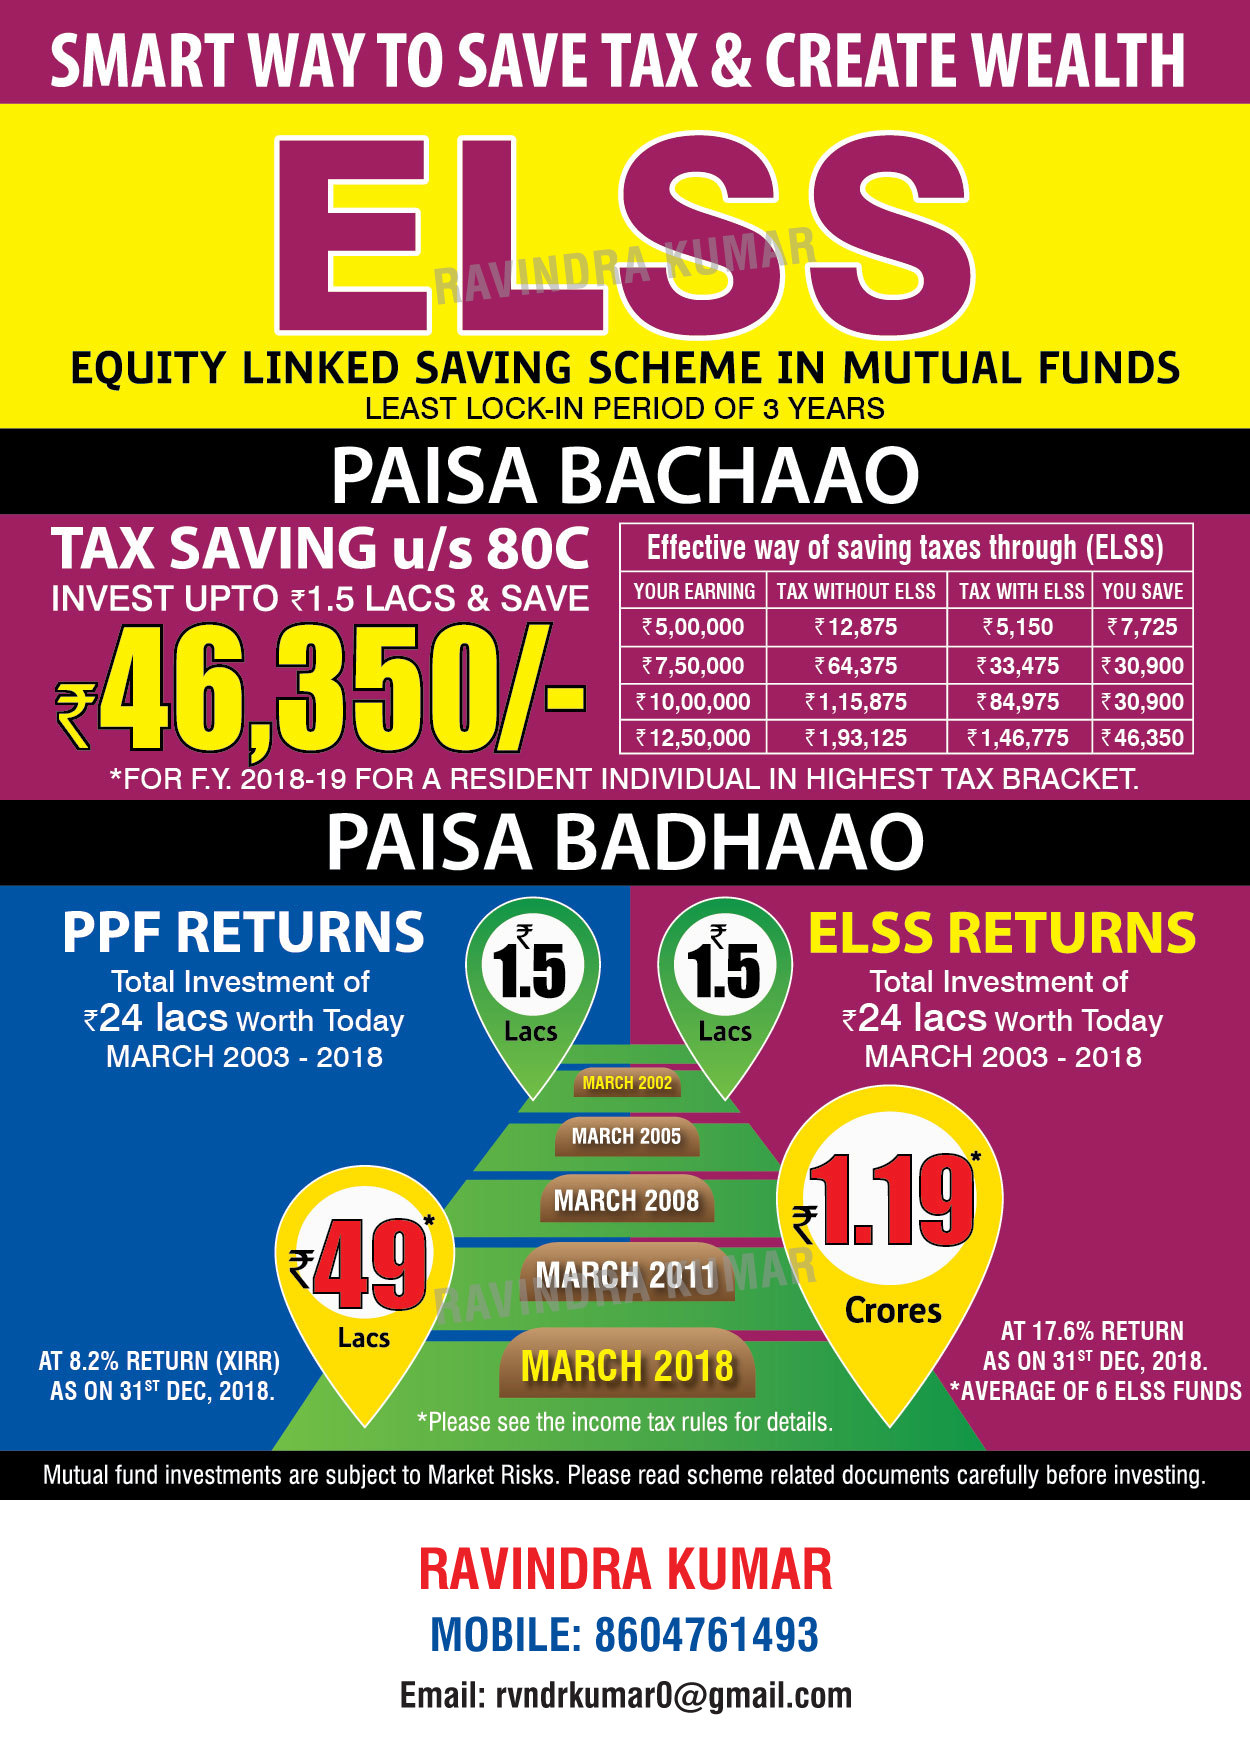 SMART WAY TO SAVE TAX & CREATE WEALTH
ELSS
RAVINDRA KUMAR
EQUITY LINKED SAVING SCHEME IN MUTUAL FUNDS
LEAST LOCK-IN PERIOD OF 3 YEARS
PAISA BACHAAO
TAX SAVING u/s 80C
INVEST UPTO ₹1.5 LACS & SAVE
₹46,350/-
Effective way of saving taxes through (ELSS)
YOUR EARNING TAX WITHOUT ELSS TAX WITH ELSS YOU SAVE
₹5,00,000 ₹12,875 ₹5,150 ₹7,725
₹7,50,000 ₹64,375 ₹33,475 ₹30,900
₹10,00,000 ₹1,15,875 ₹84,975 ₹30,900
₹12,50,000 ₹1,93,125 ₹1,46,775 ₹46,350
*FOR F.Y. 2018-19 FOR A RESIDENT INDIVIDUAL IN HIGHEST TAX BRACKET.
PAISA BADHAAO
PPF RETURNS
Total Investment of
₹24 lacs Worth Today
MARCH 2003 - 2018
₹
1.5
Lacs
₹
1.5
Lacs
ELSS RETURNS
Total Investment of
₹24 lacs Worth Today
MARCH 2003 - 2018
MARCH 2002
MARCH 2005
MARCH 2008
MARCH 2011
RAVINDRA KUMAR
MARCH 2018
₹49*
Lacs
₹1.19*
Crores
AT 8.2% RETURN (XIRR)
AS ON 31ST DEC, 2018.
AT 17.6% RETURN
AS ON 31ST DEC, 2018.
*AVERAGE OF 6 ELSS FUNDS
*Please see the income tax rules for details.
Mutual fund investments are subject to Market Risks. Please read scheme related documents carefully before investing.
RAVINDRA KUMAR
MOBILE: 8604761493
Email: rvndrkumar0@gmail.com